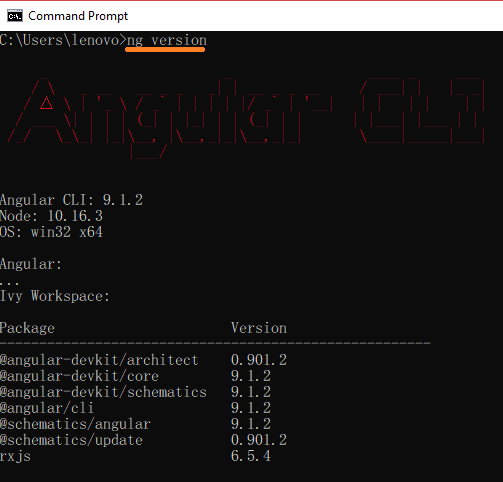 Command Prompt
C:\Users\lenovo>ng version
Angular CLI
Angular CLI: 9.1.2
Node: 10.16.3
OS: win32 x64
Angular:
...
Ivy Workspace:
Package Version
------------------------------------------------------
@angular-devkit/architect 0.901.2
@angular-devkit/core 9.1.2
@angular-devkit/schematics 9.1.2
@angular/cli 9.1.2
@schematics/angular 9.1.2
@schematics/update 0.901.2
rxjs 6.5.4